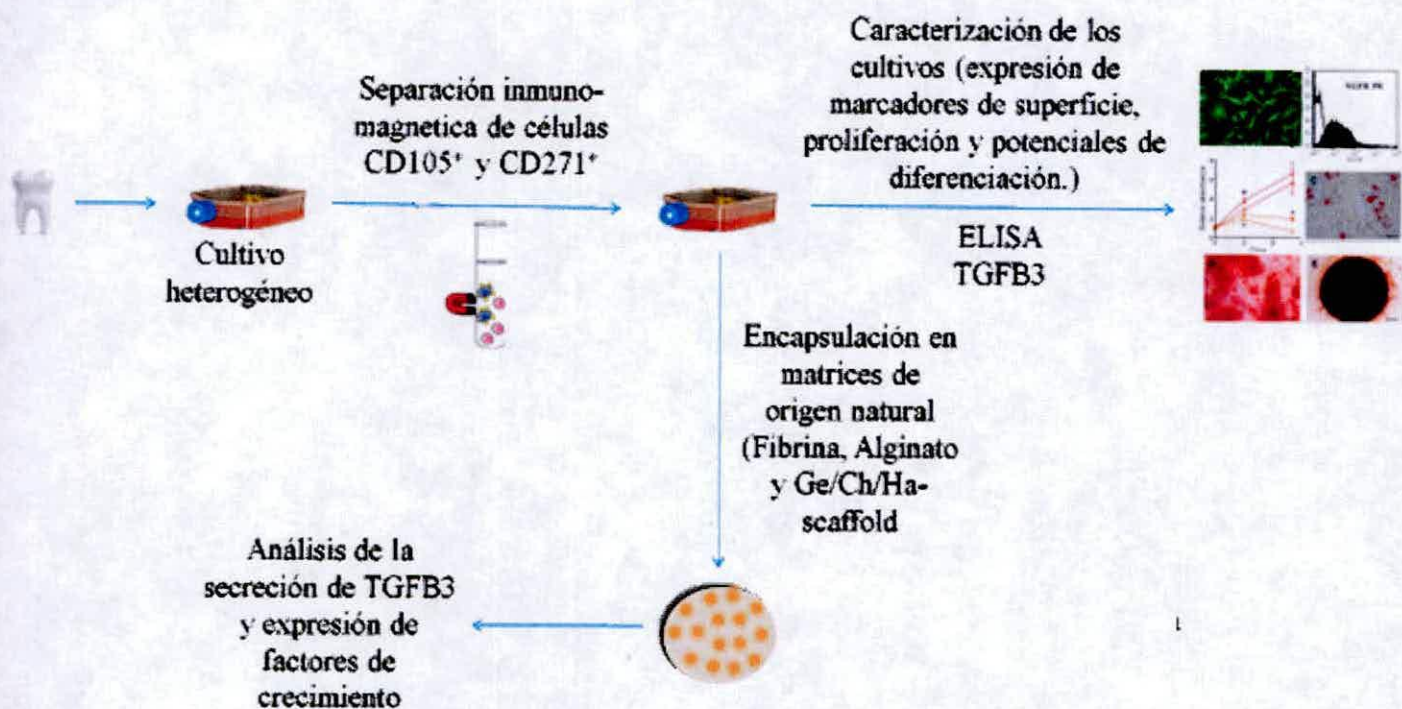 Separación inmuno-
magnetica de células
CD105⁺ y CD271⁺
Cultivo
heterogéneo
Caracterización de los
cultivos (expresión de
marcadores de superficie,
proliferación y potenciales de
diferenciación.)
ELISA
TGFB3
Encapsulación en
matrices de
origen natural
(Fibrina, Alginato
y Ge/Ch/Ha-
scaffold
Análisis de la
secreción de TGFB3
y expresión de
factores de
crecimiento